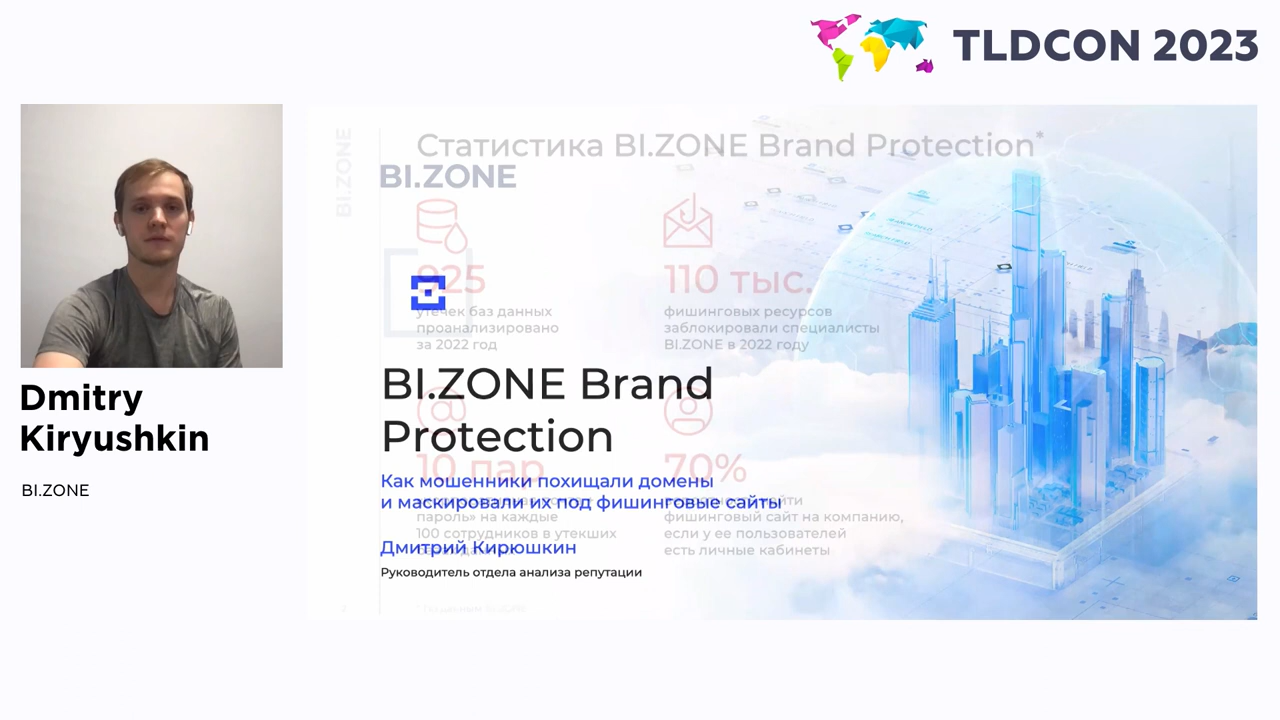 TLDCON 2023
Dmitry
Kiryushkin
BI.ZONE
BI.ZONE
Статистика BI.ZONE Brand Protection*
BI.ZONE
925
утечек баз данных
проанализировано
за 2022 год
110 тыс.
фишинговых ресурсов
заблокировали специалисты
BI.ZONE в 2022 году
BI.ZONE Brand
Protection
10 пар
пароль» на каждые
100 сотрудников в утекших
70%
фишинговый сайт на компанию,
если у ее пользователей
есть личные кабинеты
Как мошенники похищали домены
и маскировали их под фишинговые сайты
Дмитрий Кирюшкин
Руководитель отдела анализа репутации